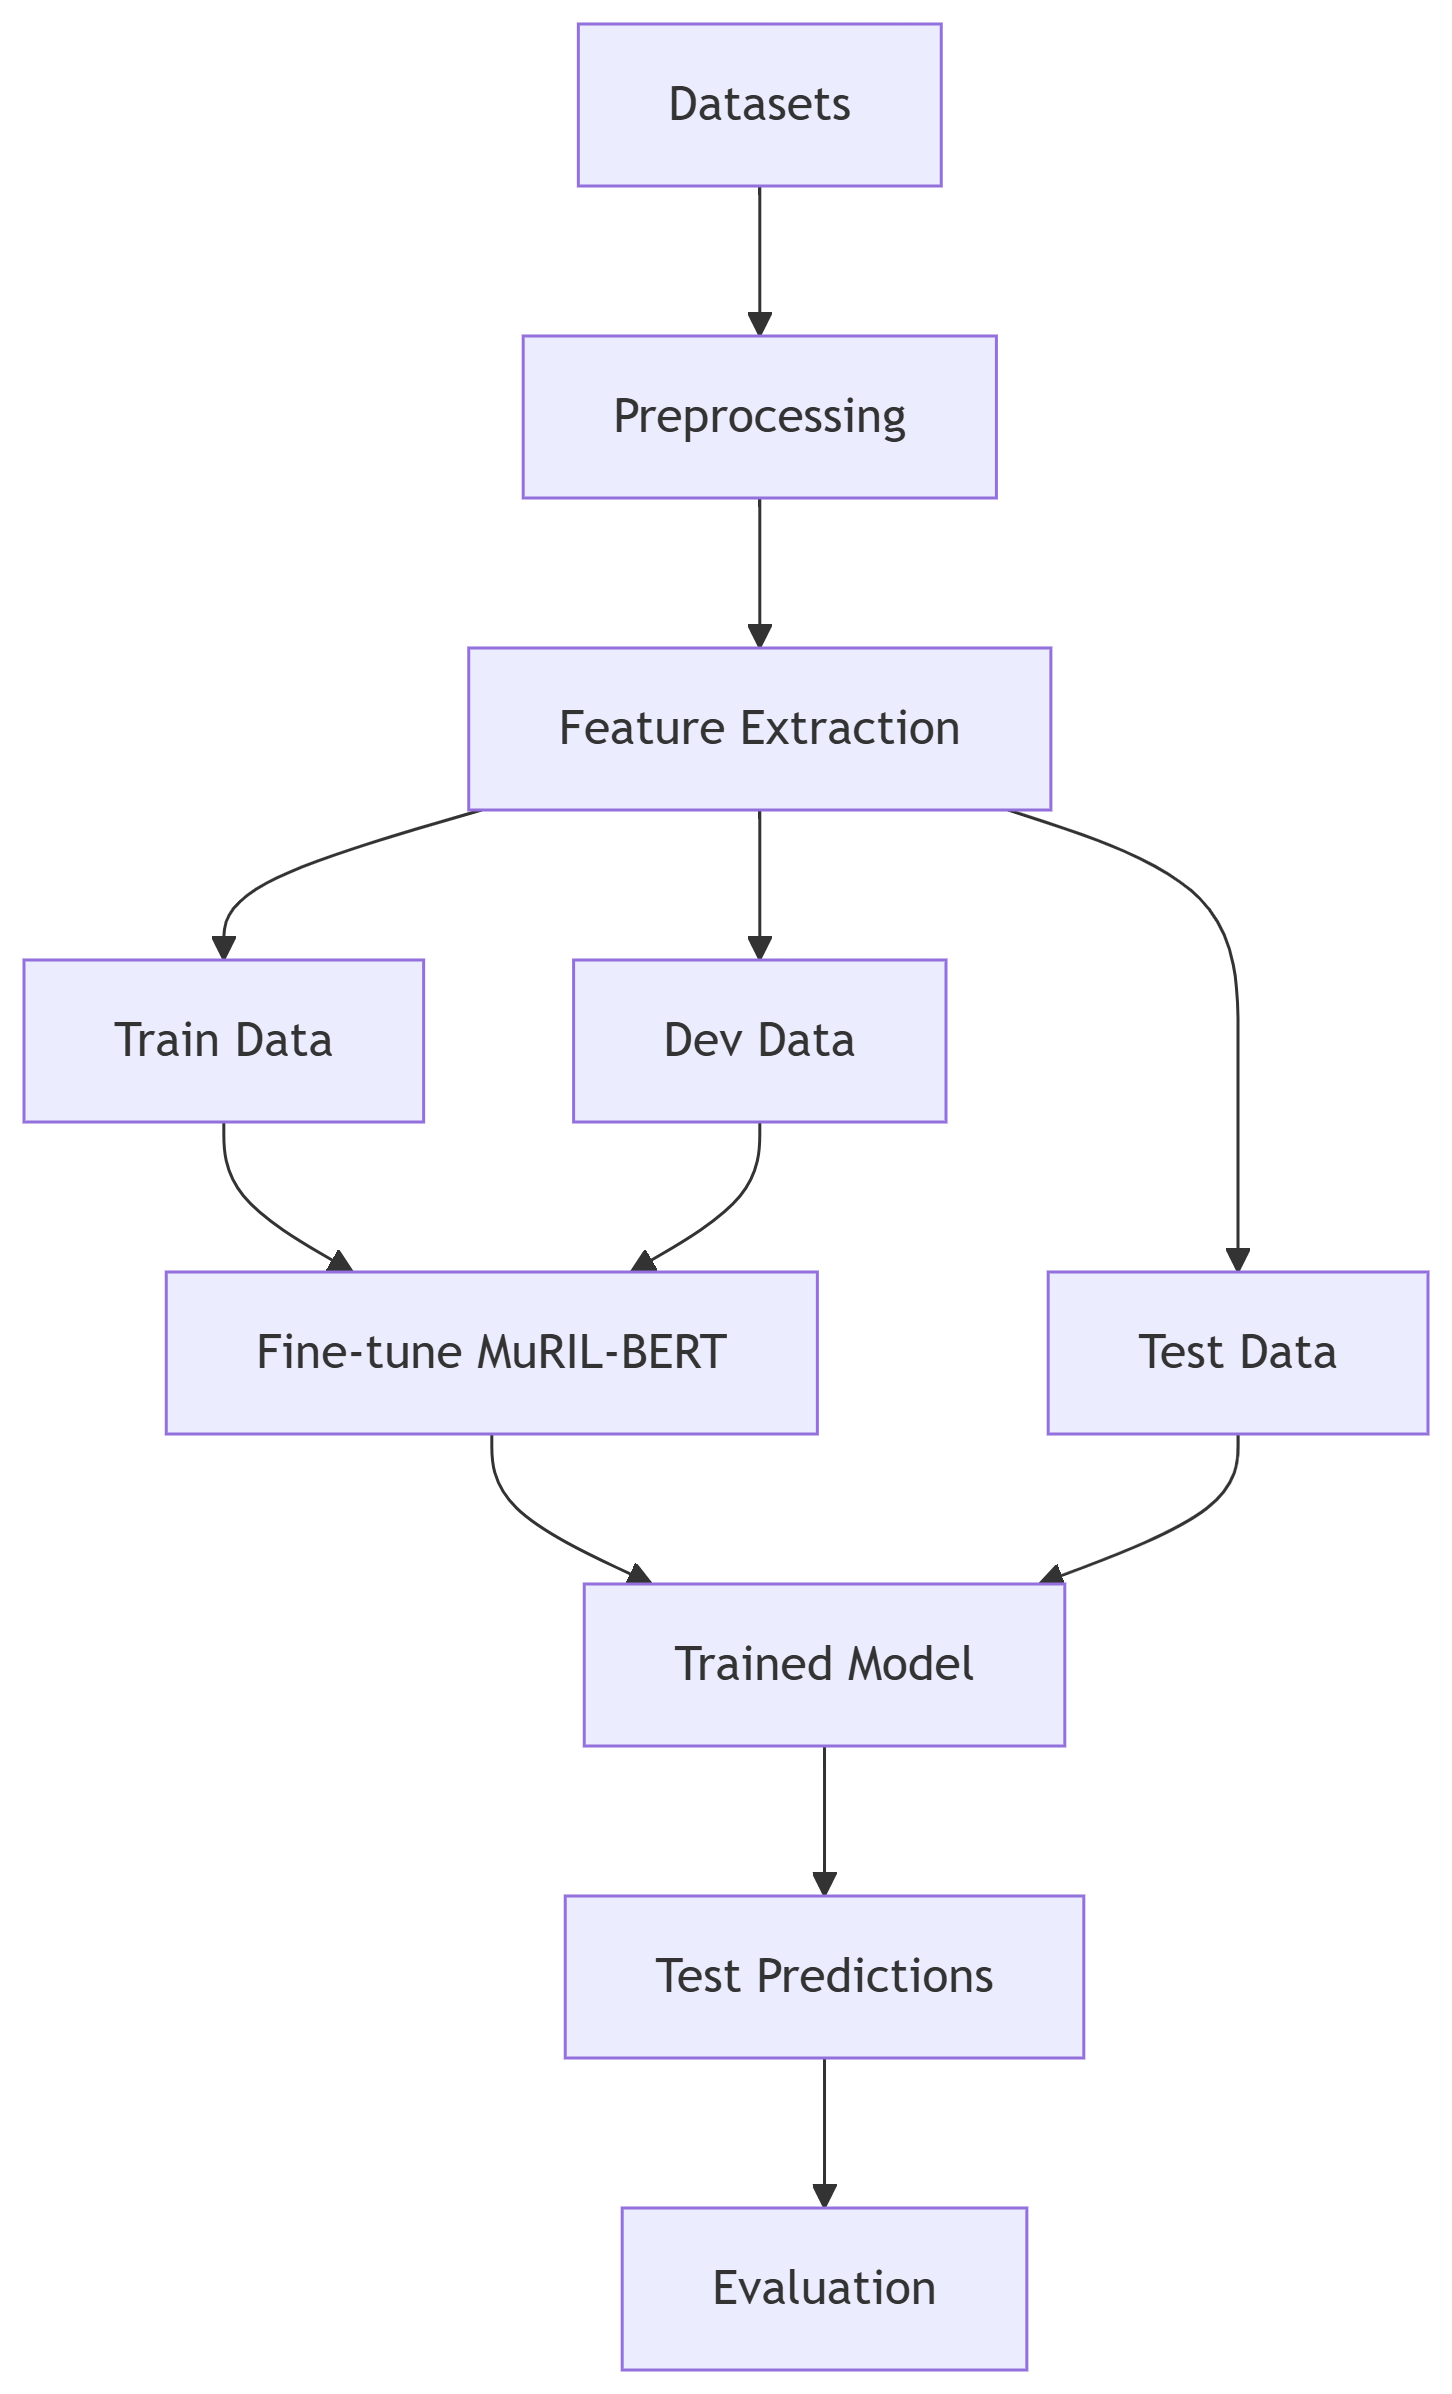 Datasets
Preprocessing
Feature Extraction
Train Data
Dev Data
Fine-tune MuRIL-BERT
Test Data
Trained Model
Test Predictions
Evaluation